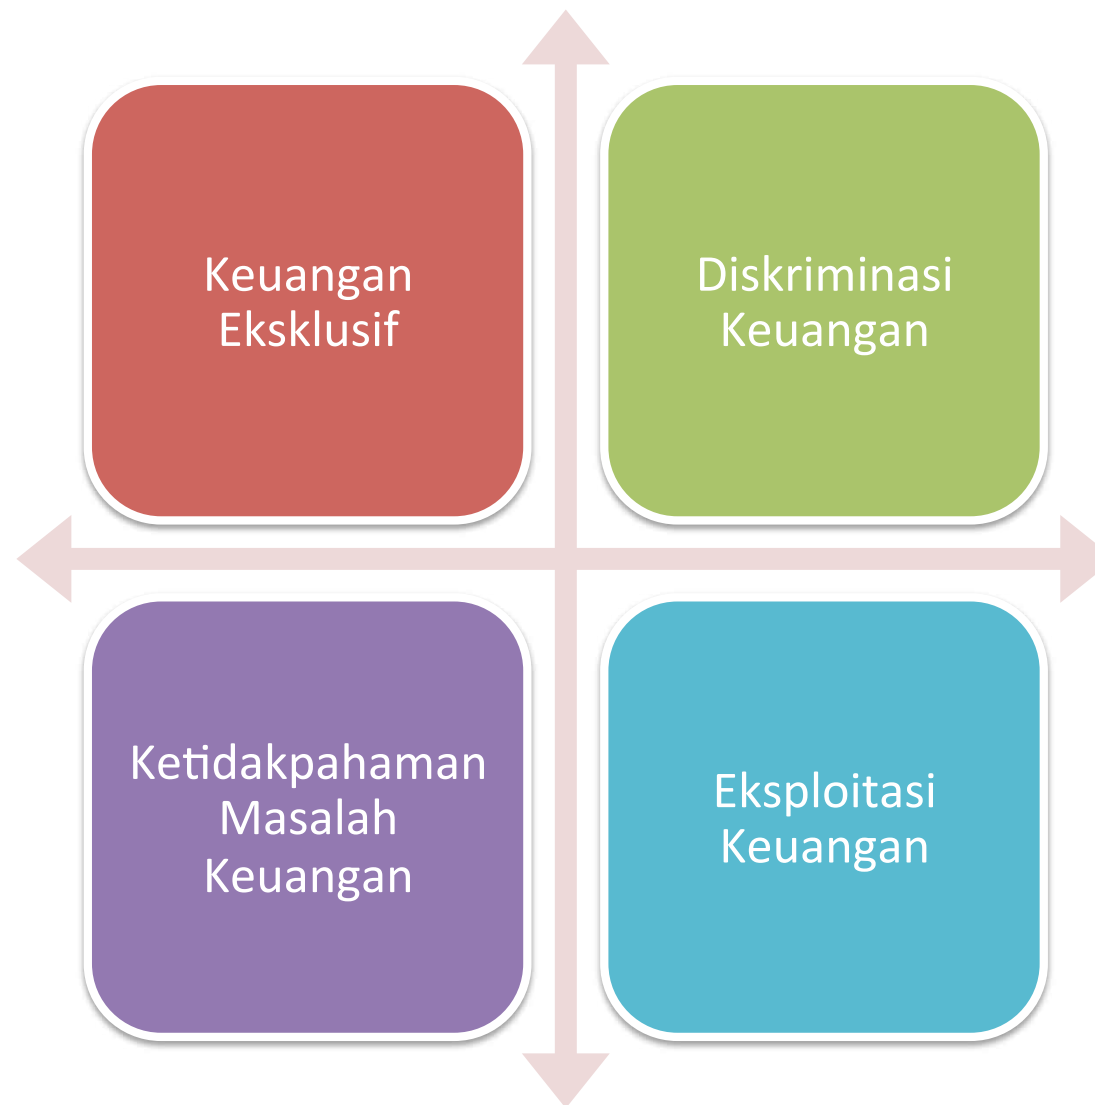 Keuangan
Eksklusif
Diskriminasi
Keuangan
Ketidakpahaman
Masalah
Keuangan
Eksploitasi
Keuangan